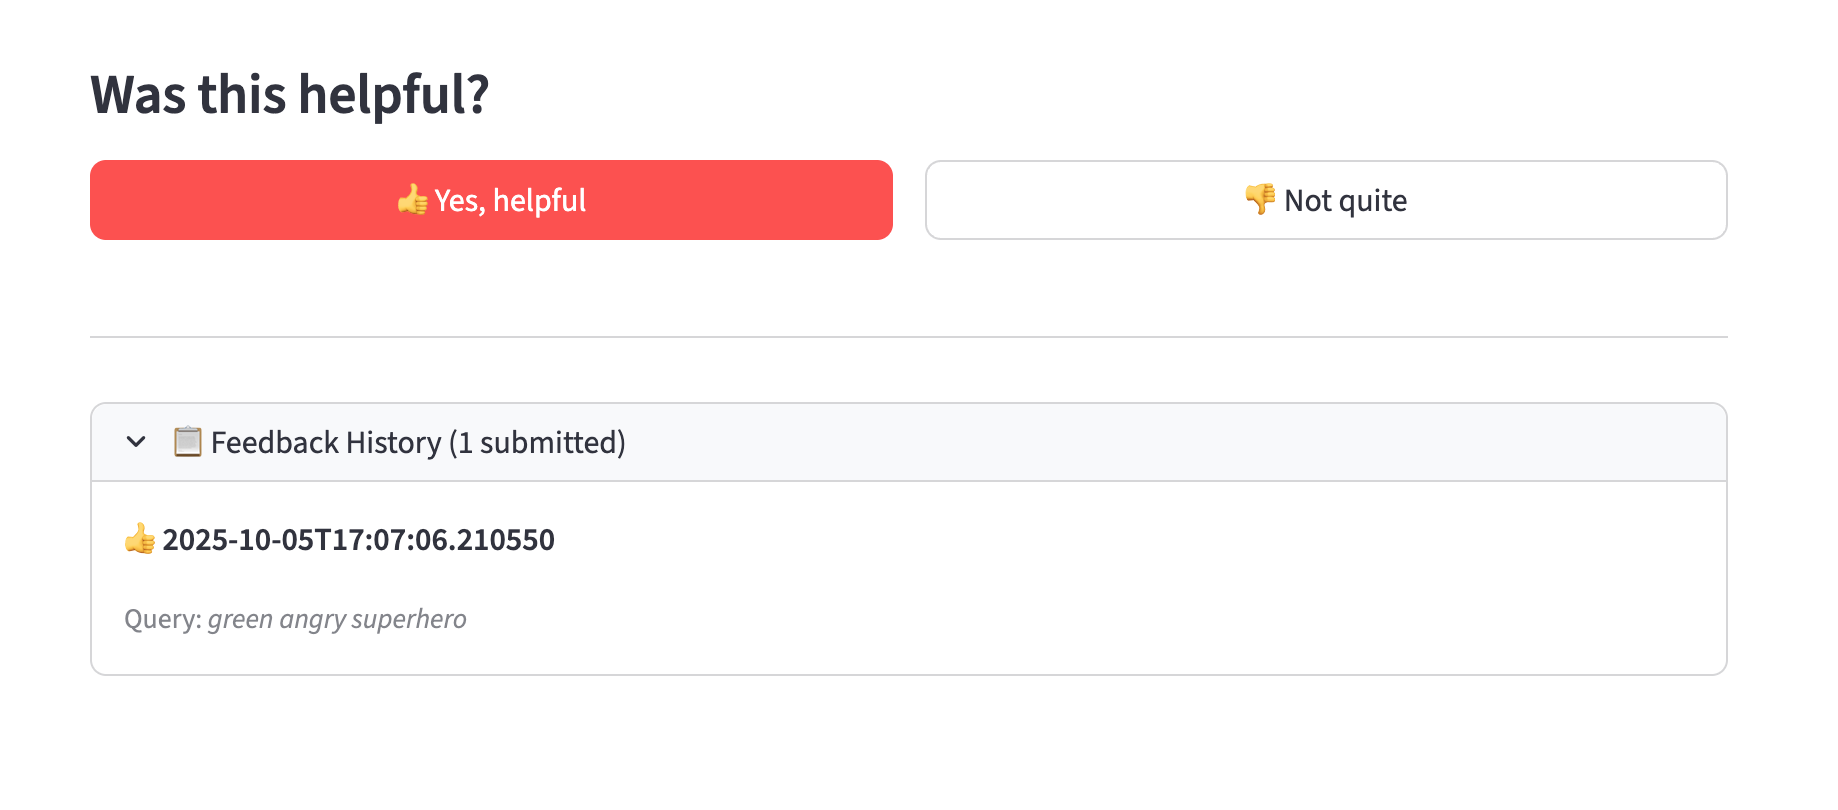 Was this helpful?
👍 Yes, helpful
👎 Not quite
📋 Feedback History (1 submitted)
👍 2025-10-05T17:07:06.210550
Query: green angry superhero